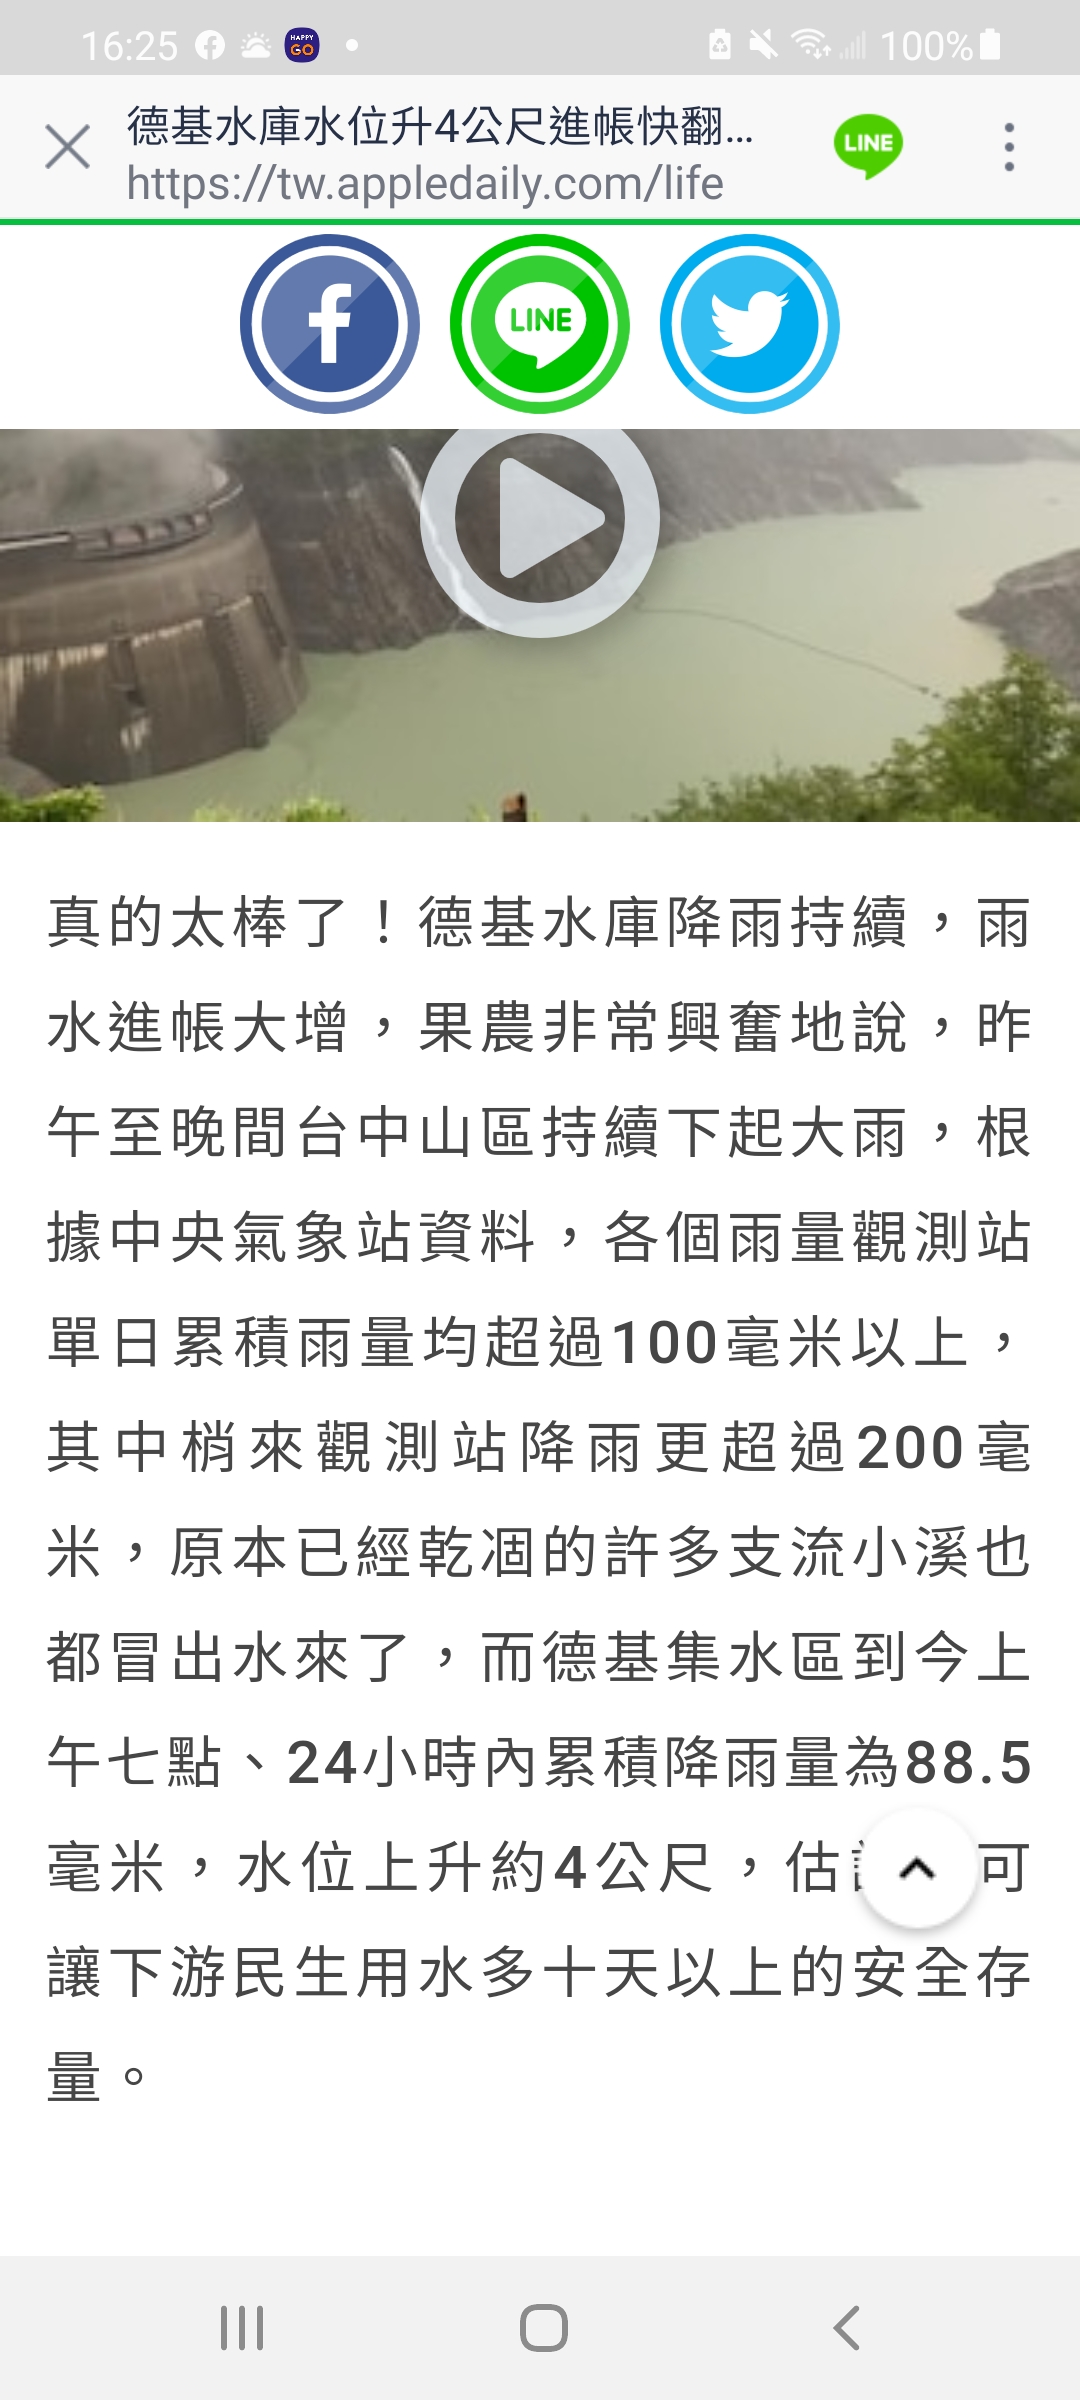 16:25
HAPPY GO
100%
德基水庫水位升4公尺進帳快翻...
https://tw.appledaily.com/life
LINE
LINE
真的太棒了！德基水庫降雨持續，雨
水進帳大增，果農非常興奮地說，昨
午至晚間台中山區持續下起大雨，根
據中央氣象站資料，各個雨量觀測站
單日累積雨量均超過100毫米以上，
其中梢來觀測站降雨更超過200毫
米，原本已經乾涸的許多支流小溪也
都冒出水來了，而德基集水區到今上
午七點、24小時內累積降雨量為88.5
毫米，水位上升約4公尺，估 可
讓下游民生用水多十天以上的安全存
量。